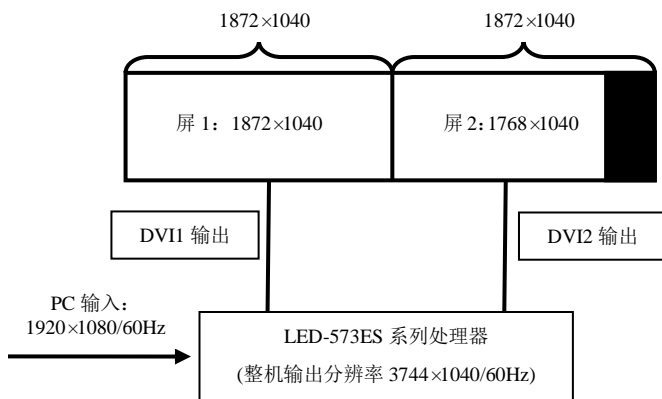 1872×1040
1872×1040
屏 1：1872×1040
屏 2:1768×1040
DVI1 输出
DVI2 输出
PC 输入：
1920×1080/60Hz
LED-573ES 系列处理器
(整机输出分辨率 3744×1040/60Hz)